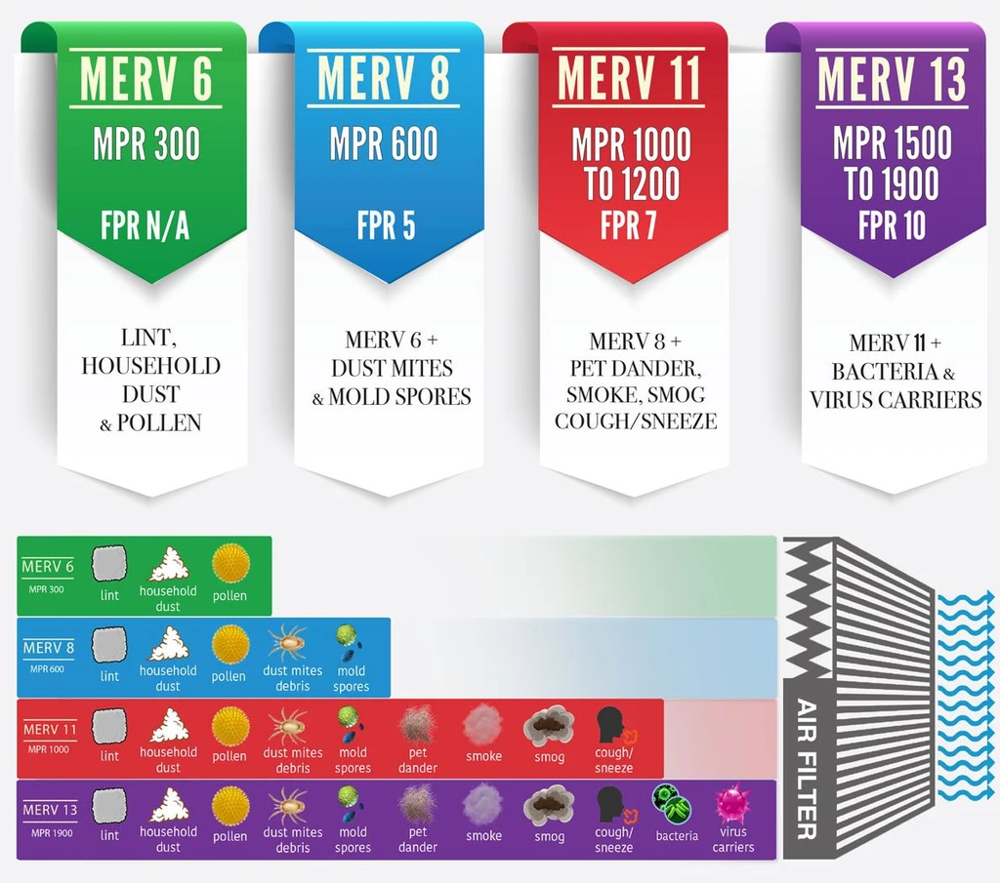 MERV 6
MPR 300
FPR N/A
LINT,
HOUSEHOLD
DUST
& POLLEN
MERV 8
MPR 600
FPR 5
MERV 6 +
DUST MITES
& MOLD SPORES
MERV 11
MPR 1000
TO 1200
FPR 7
MERV 8 +
PET DANDER,
SMOKE, SMOG
COUGH/SNEEZE
MERV 13
MPR 1500
TO 1900
FPR 10
MERV 11 +
BACTERIA &
VIRUS CARRIERS
MERV 6
MPR 300
lint
household
dust
pollen
MERV 8
MPR 600
lint
household
dust
pollen
dust mites
debris
mold
spores
MERV 11
MPR 1000
lint
household
dust
pollen
dust mites
debris
mold
spores
pet
dander
smoke
smog
cough/
sneeze
MERV 13
MPR 1900
lint
household
dust
pollen
dust mites
debris
mold
spores
pet
dander
smoke
smog
cough/
sneeze
bacteria
virus
carriers
AIR FILTER